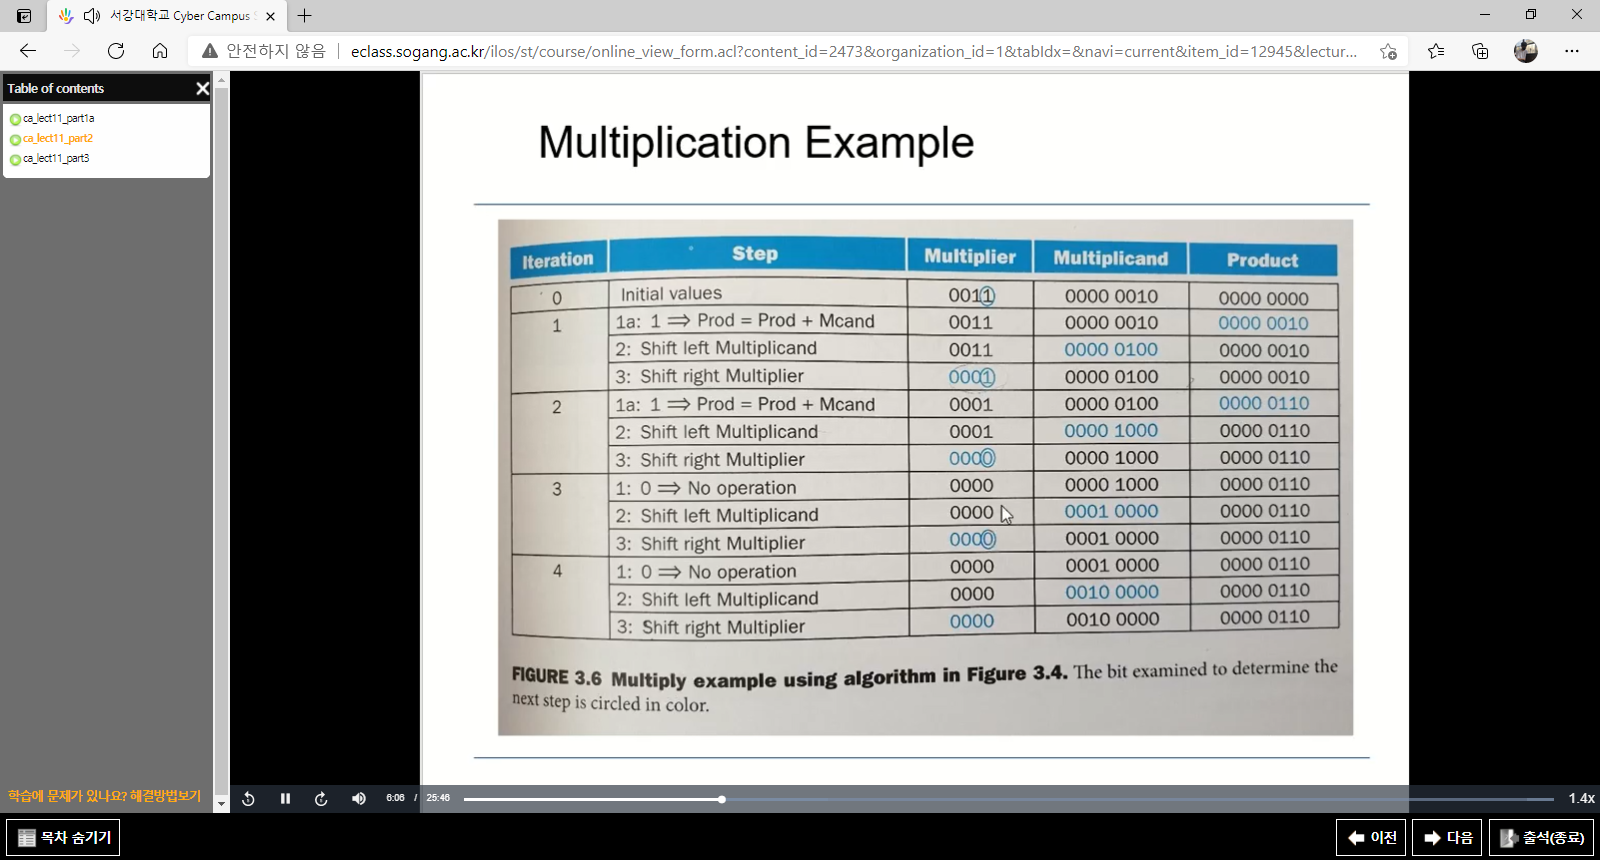 서강대학교 Cyber Campus
안전하지 않음 | eclass.sogang.ac.kr/ilos/st/course/online_view_form.acl?content_id=2473&organization_id=1&tabIdx=&navi=current&item_id=12945&lectur...
Table of contents
ca_lect11_part1a
ca_lect11_part2
ca_lect11_part3
Multiplication Example
Iteration Step Multiplier Multiplicand Product
0 Initial values 0011 0000 0010 0000 0000
1 1a: 1 ⟹ Prod = Prod + Mcand 0011 0000 0010 0000 0010
2: Shift left Multiplicand 0011 0000 0100 0000 0010
3: Shift right Multiplier 0001 0000 0100 0000 0010
2 1a: 1 ⟹ Prod = Prod + Mcand 0001 0000 0100 0000 0110
2: Shift left Multiplicand 0001 0000 1000 0000 0110
3: Shift right Multiplier 0000 0000 1000 0000 0110
3 1: 0 ⟹ No operation 0000 0000 1000 0000 0110
2: Shift left Multiplicand 0000 0001 0000 0000 0110
3: Shift right Multiplier 0000 0001 0000 0000 0110
4 1: 0 ⟹ No operation 0000 0001 0000 0000 0110
2: Shift left Multiplicand 0000 0010 0000 0000 0110
3: Shift right Multiplier 0000 0010 0000 0000 0110
FIGURE 3.6 Multiply example using algorithm in Figure 3.4. The bit examined to determine the
next step is circled in color.
학습에 문제가 있나요? 해결방법보기
6:06 / 25:46
1.4x
목차 숨기기
이전
다음
출석(종료)